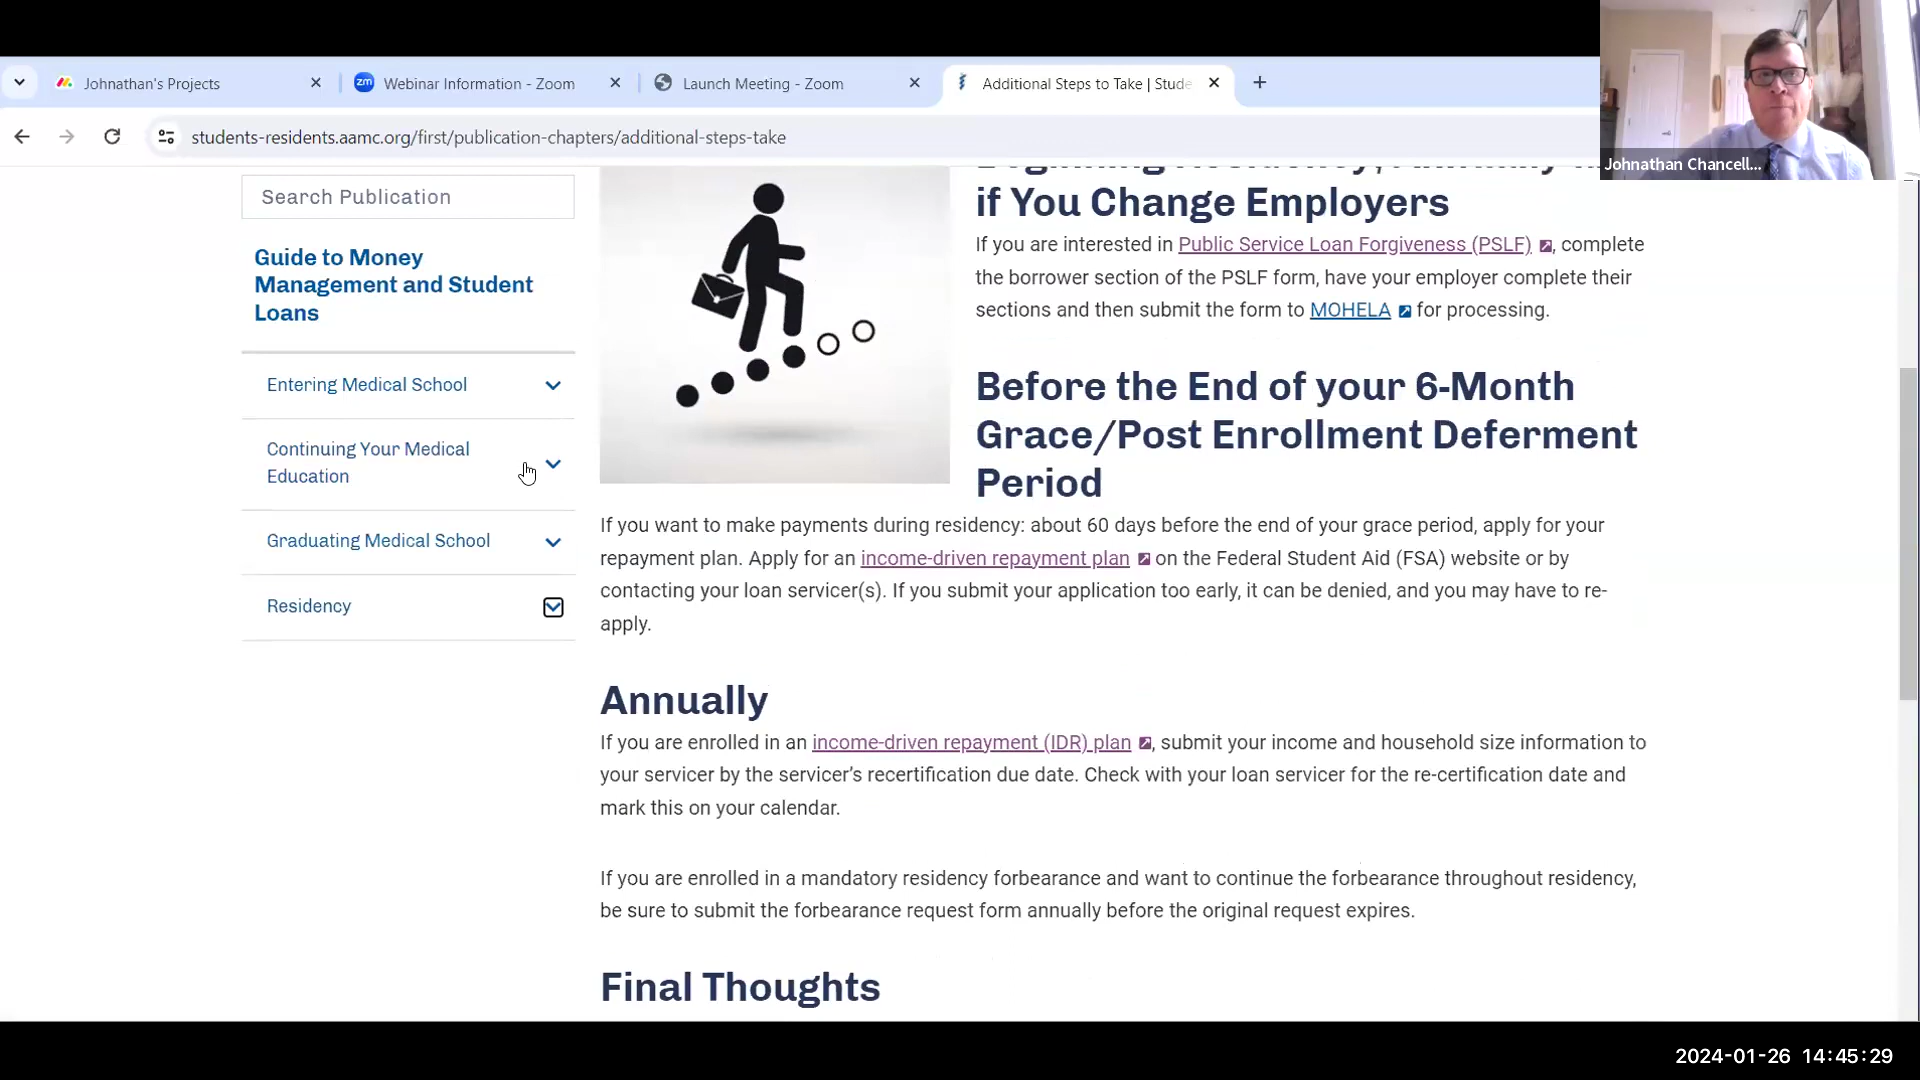 Johnathan's Projects
Webinar Information - Zoom
Launch Meeting - Zoom
Additional Steps to Take | Stude
students-residents.aamc.org/first/publication-chapters/additional-steps-take
Johnathan Chancell...
Search Publication
Guide to Money
Management and Student
Loans
Entering Medical School
Continuing Your Medical
Education
Graduating Medical School
Residency
if You Change Employers
If you are interested in Public Service Loan Forgiveness (PSLF), complete
the borrower section of the PSLF form, have your employer complete their
sections and then submit the form to MOHELA for processing.
Before the End of your 6-Month
Grace/Post Enrollment Deferment
Period
If you want to make payments during residency: about 60 days before the end of your grace period, apply for your
repayment plan. Apply for an income-driven repayment plan on the Federal Student Aid (FSA) website or by
contacting your loan servicer(s). If you submit your application too early, it can be denied, and you may have to re-
apply.
Annually
If you are enrolled in an income-driven repayment (IDR) plan, submit your income and household size information to
your servicer by the servicer's recertification due date. Check with your loan servicer for the re-certification date and
mark this on your calendar.
If you are enrolled in a mandatory residency forbearance and want to continue the forbearance throughout residency,
be sure to submit the forbearance request form annually before the original request expires.
Final Thoughts
2024-01-26 14:45:29